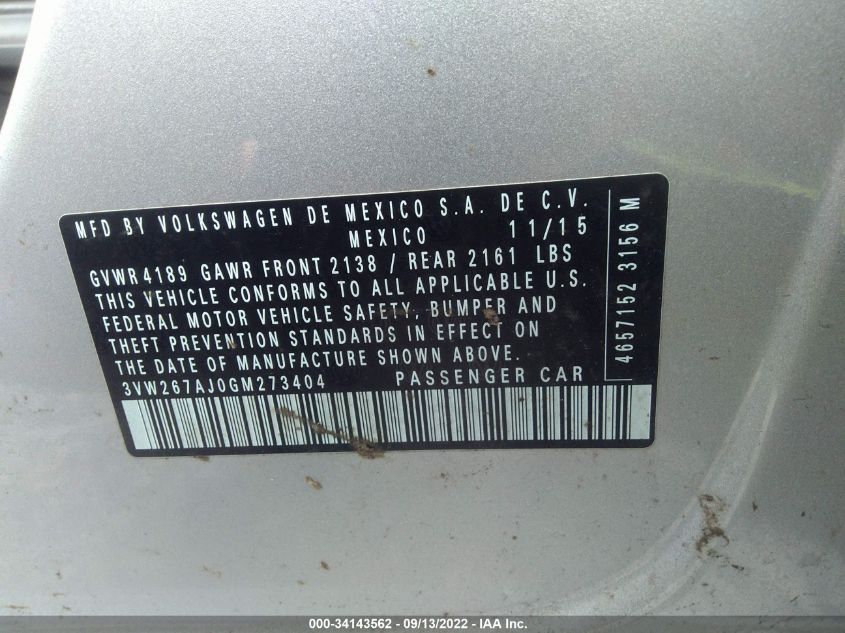 MFD BY VOLKSWAGEN DE MEXICO S.A. DE C.V.
MEXICO 11/15
GVWR 4189 GAWR FRONT 2138 / REAR 2161 LBS
THIS VEHICLE CONFORMS TO ALL APPLICABLE U.S.
FEDERAL MOTOR VEHICLE SAFETY, BUMPER AND
THEFT PREVENTION STANDARDS IN EFFECT ON
THE DATE OF MANUFACTURE SHOWN ABOVE.
3VW267AJ0GM273404 PASSENGER CAR
4657152 3156 M
000-34143562 - 09/13/2022 - IAA Inc.